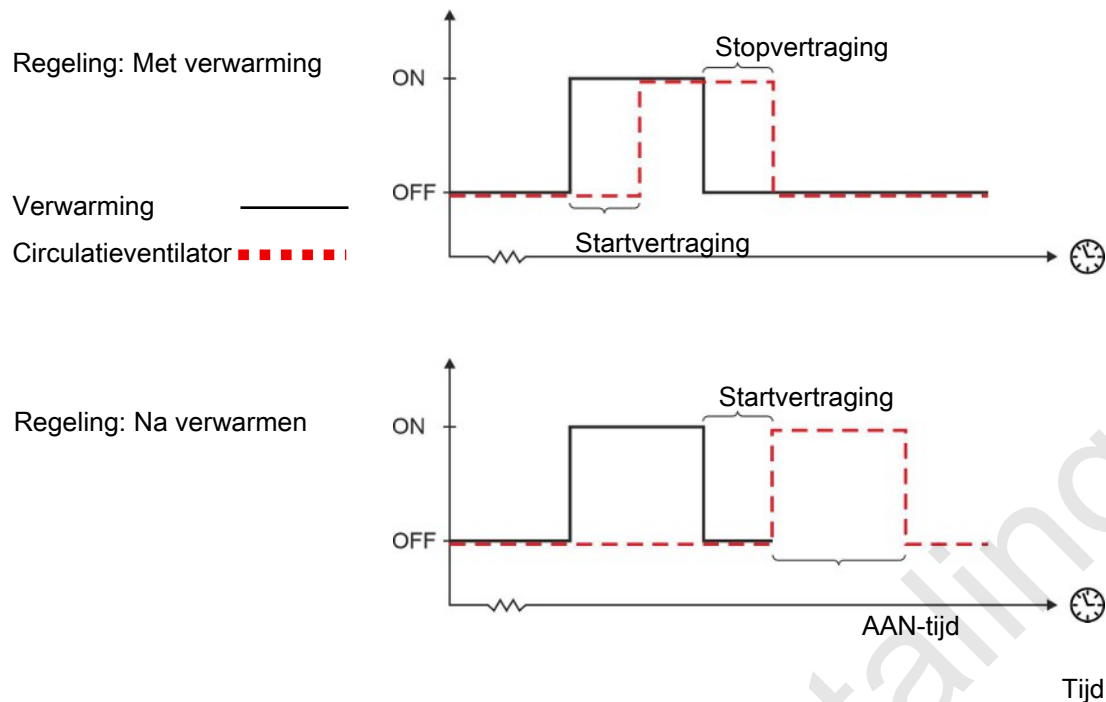 Regeling: Met verwarming
Stopvertraging
ON
OFF
Verwarming
Circulatieventilator
Startvertraging
Startvertraging
Regeling: Na verwarmen
ON
OFF
AAN-tijd
Tijd